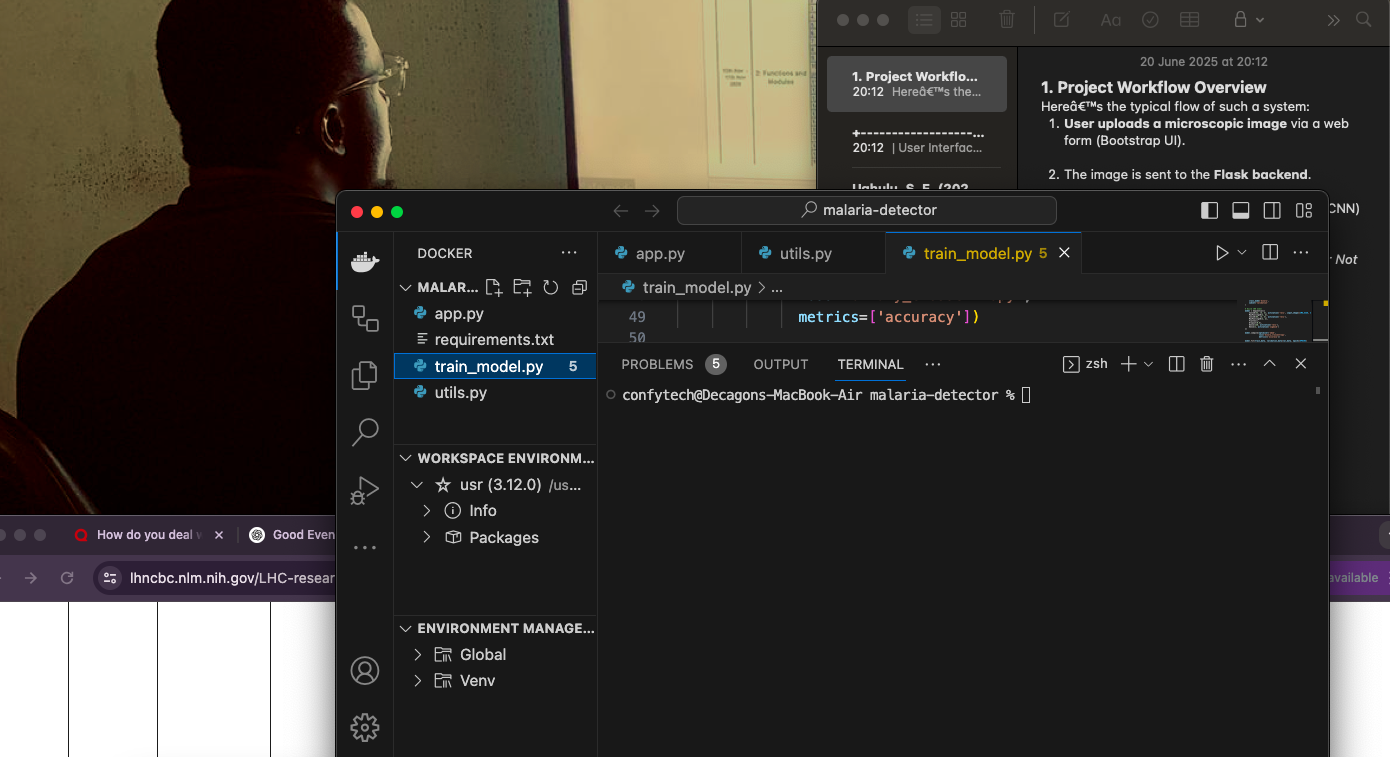 2: Functions and
Modules
20 June 2025 at 20:12
1. Project Workflo...
20:12 Hereâ€™s the...
+------------------...
20:12 | User Interfac...
1. Project Workflow Overview
Hereâ€™s the typical flow of such a system:
1. User uploads a microscopic image via a web
form (Bootstrap UI).
2. The image is sent to the Flask backend.
CNN)
Not
malaria-detector
DOCKER
MALAR...
app.py
requirements.txt
train_model.py 5
utils.py
WORKSPACE ENVIRONM...
usr (3.12.0) /us...
Info
Packages
ENVIRONMENT MANAGE...
Global
Venv
app.py
utils.py
train_model.py 5
train_model.py > ...
49 metrics=['accuracy'])
50
PROBLEMS 5 OUTPUT TERMINAL ...
zsh
confytech@Decagons-MacBook-Air malaria-detector %
How do you deal w
Good Even
lhncbc.nlm.nih.gov/LHC-resear
available